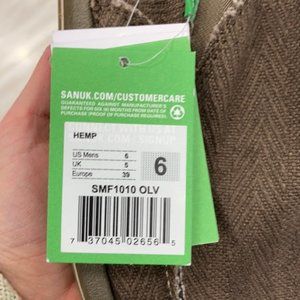 SANUK.COM/CUSTOMERCARE
GUARANTEED AGAINST MANUFACTURER'S
DEFECTS FOR SIX (6) MONTHS FROM DATE OF
PURCHASE (PROOF OF PURCHASE REQUIRED).
HEMP
US Mens 6
UK 5
Europe 39
6
SMF1010 OLV
7 37045 02656 5